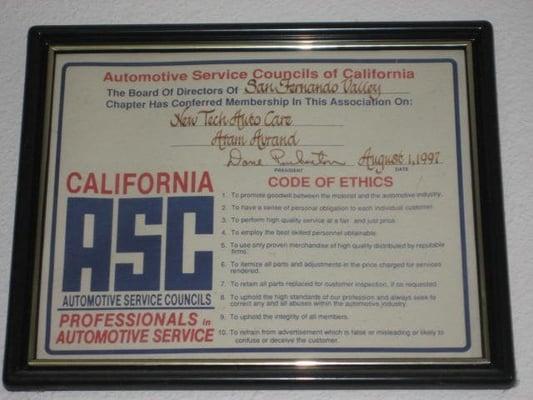 Automotive Service Councils of California
The Board Of Directors Of San Fernando Valley
Chapter Has Conferred Membership In This Association On:
New Tech Auto Care
Aram Avrand
August 1, 1997
PRESIDENT DATE
CALIFORNIA
ASC
AUTOMOTIVE SERVICE COUNCILS
PROFESSIONALS in
AUTOMOTIVE SERVICE
CODE OF ETHICS
1. To promote goodwill between the motorist and the automotive industry.
2. To have a sense of personal obligation to each individual customer.
3. To perform high quality service at a fair and just price.
4. To employ the best skilled personnel obtainable.
5. To use only proven merchandise of high quality distributed by reputable
firms.
6. To itemize all parts and adjustments in the price charged for services
rendered.
7. To retain all parts replaced for customer inspection, if so requested.
8. To uphold the high standards of our profession and always seek to
correct any and all abuses within the automotive industry.
9. To uphold the integrity of all members.
10. To refrain from advertisement which is false or misleading or likely to
confuse or deceive the customer.